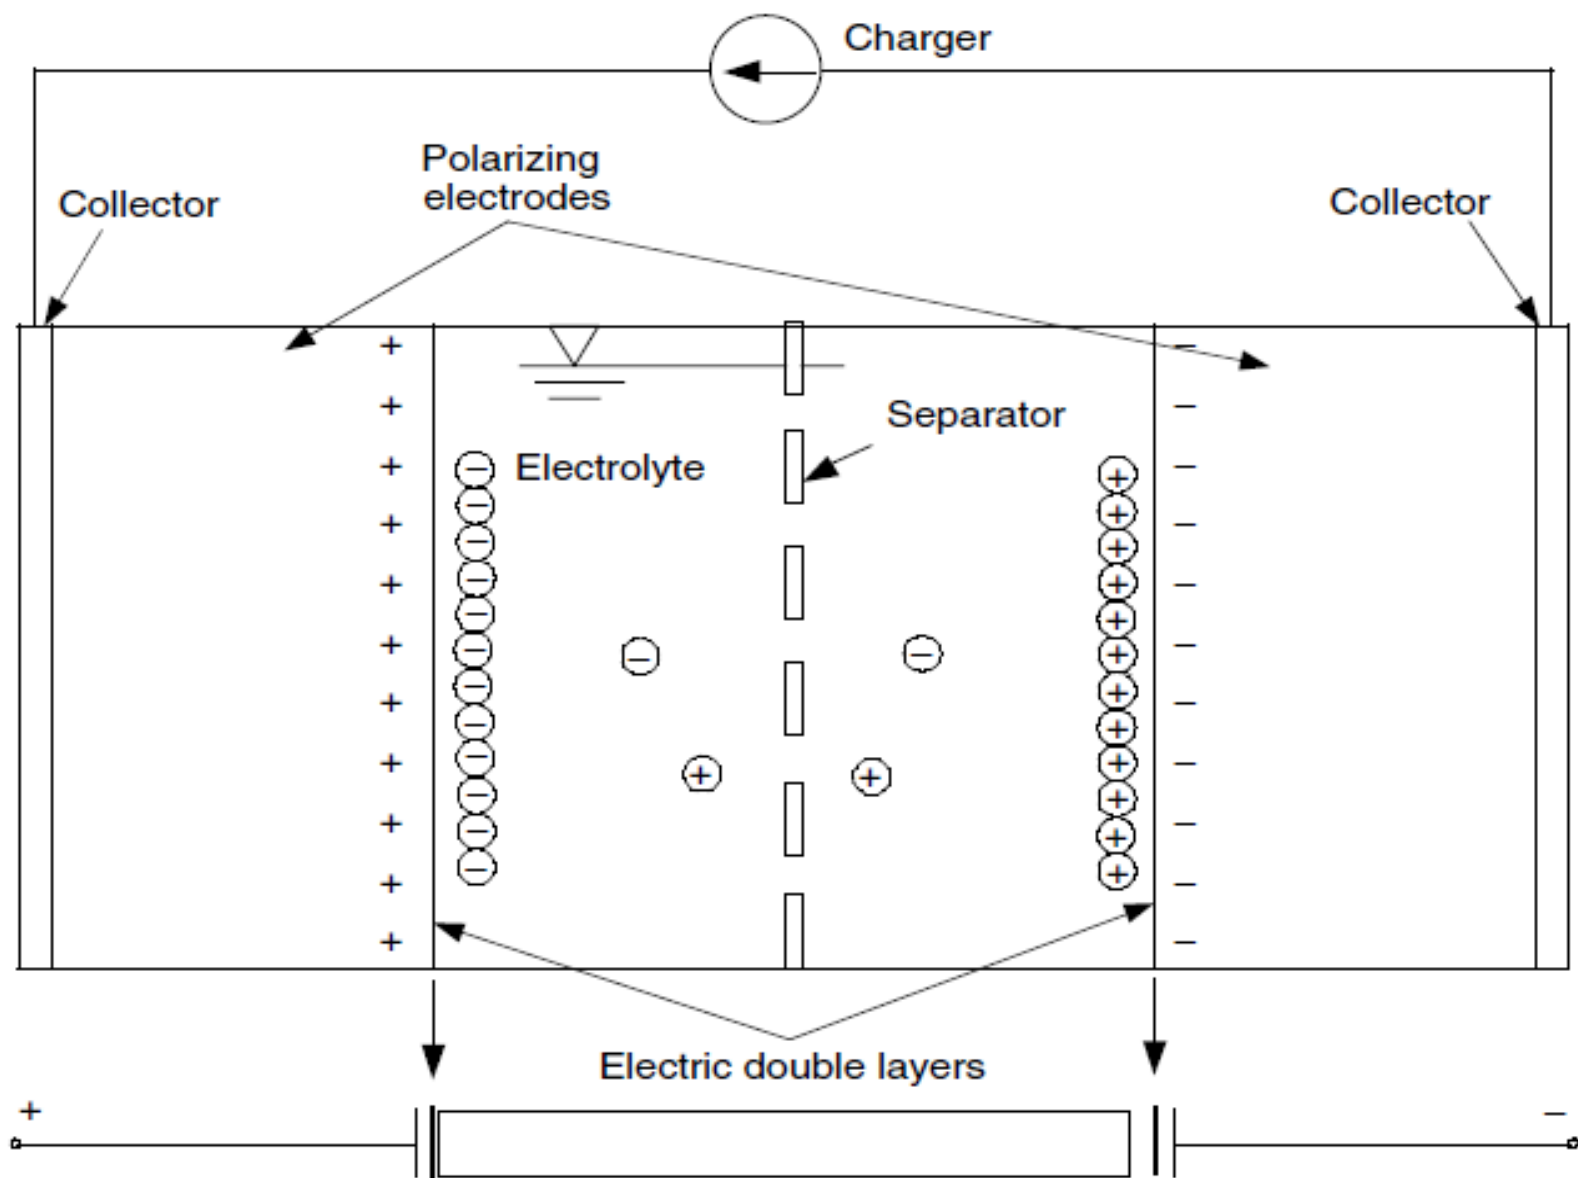 Charger
Polarizing
electrodes
Collector
Collector
Separator
Electrolyte
Electric double layers
+
−